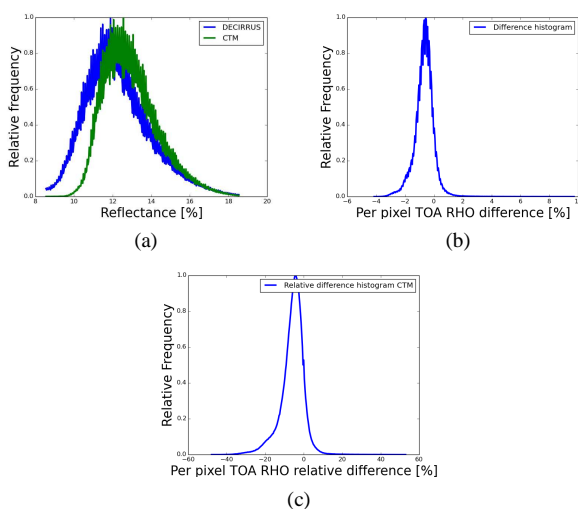 DECIRRUS
CTM
Relative frequency
1.0
0.8
0.6
0.4
0.2
0.0
8 10 12 14 16 18 20
Reflectance [%]
(a)
Difference histogram
Relative Frequency
1.0
0.8
0.6
0.4
0.2
0.0
−6 −4 −2 0 2 4 6 8
Per pixel TOA RHO difference [%]
(b)
Relative difference histogram CTM
Relative Frequency
1.0
0.8
0.6
0.4
0.2
0.0
−60 −40 −20 0 20 40 60
Per pixel TOA RHO relative difference [%]
(c)